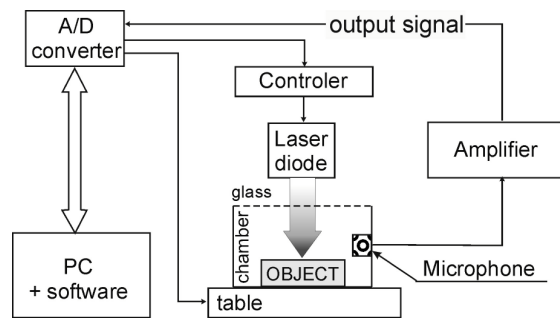 A/D
converter
output signal
Controler
Laser
diode
Amplifier
glass
chamber
OBJECT
Microphone
PC
+ software
table